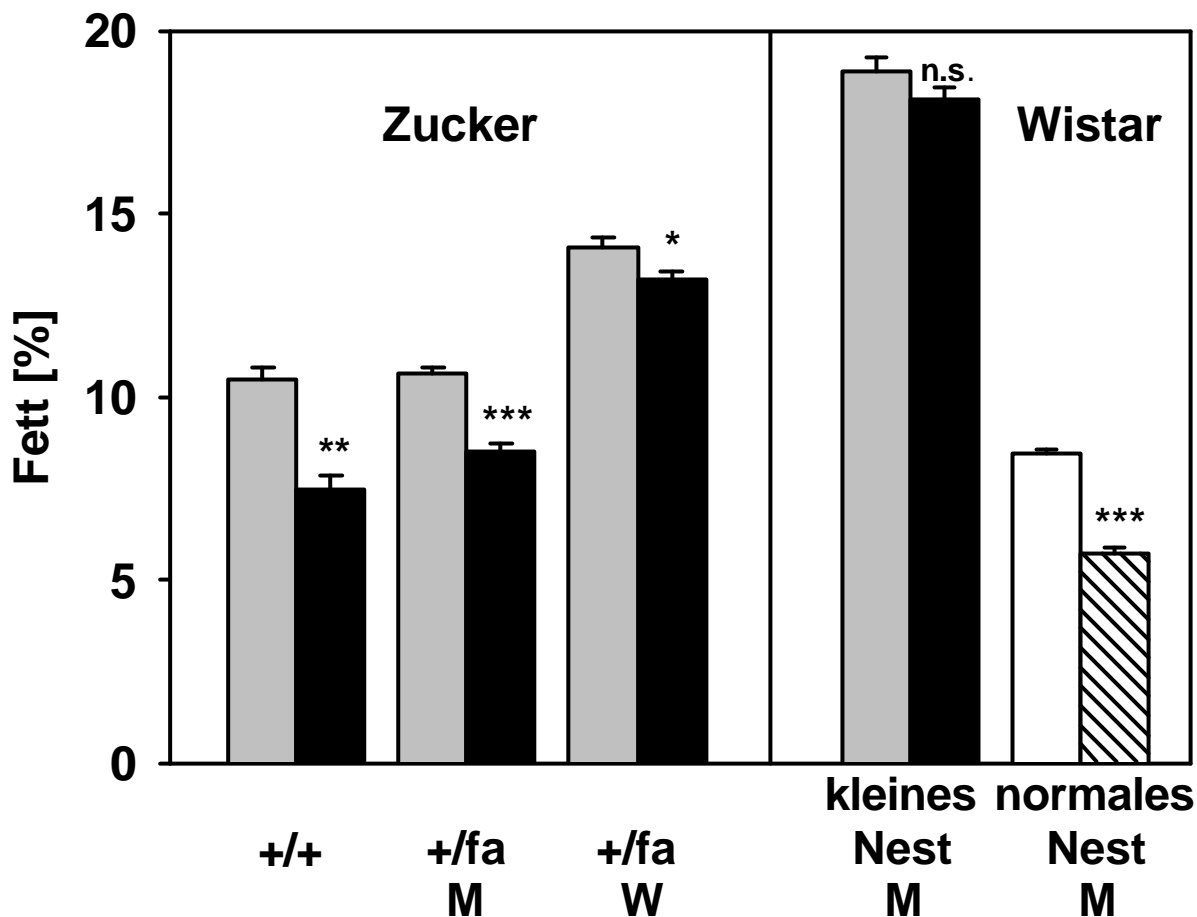 20
15
10
5
0
Fett [%]
Zucker
Wistar
n.s.
**
***
*
***
+/+
+/fa
M
+/fa
W
kleines
Nest
M
normales
Nest
M